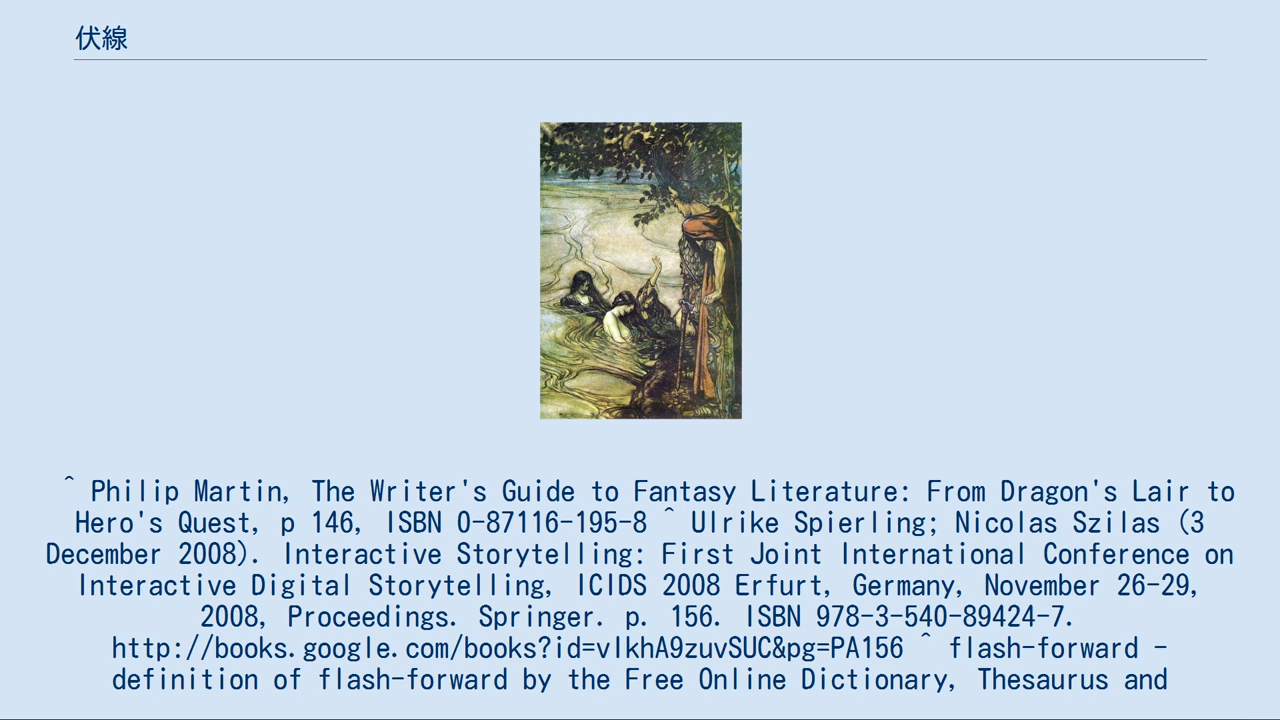 伏線
^ Philip Martin, The Writer's Guide to Fantasy Literature: From Dragon's Lair to
Hero's Quest, p 146, ISBN 0-87116-195-8 ^ Ulrike Spierling; Nicolas Szilas (3
December 2008). Interactive Storytelling: First Joint International Conference on
Interactive Digital Storytelling, ICIDS 2008 Erfurt, Germany, November 26-29,
2008, Proceedings. Springer. p. 156. ISBN 978-3-540-89424-7.
http://books.google.com/books?id=vlkhA9zuvSUC&pg=PA156 ^ flash-forward -
definition of flash-forward by the Free Online Dictionary, Thesaurus and